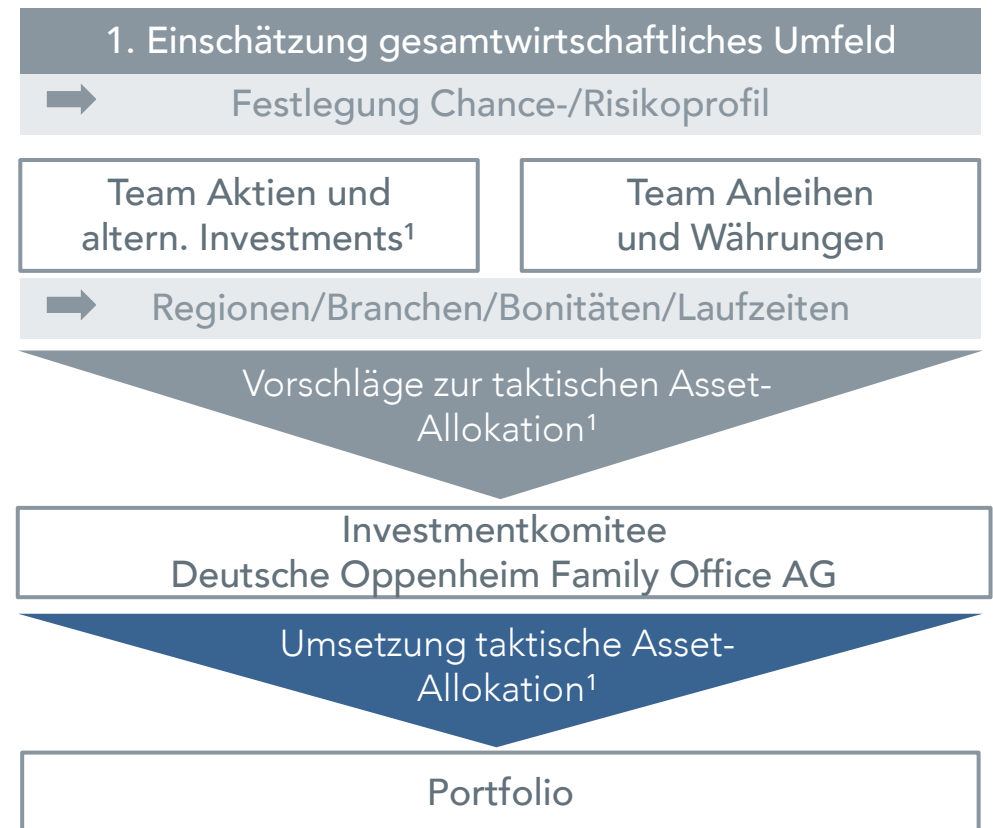 1. Einschätzung gesamtwirtschaftliches Umfeld
Festlegung Chance-/Risikoprofil
Team Aktien und
altern. Investments¹
Team Anleihen
und Währungen
Regionen/Branchen/Bonitäten/Laufzeiten
Vorschläge zur taktischen Asset-
Allokation¹
Investmentkomitee
Deutsche Oppenheim Family Office AG
Umsetzung taktische Asset-
Allokation¹
Portfolio